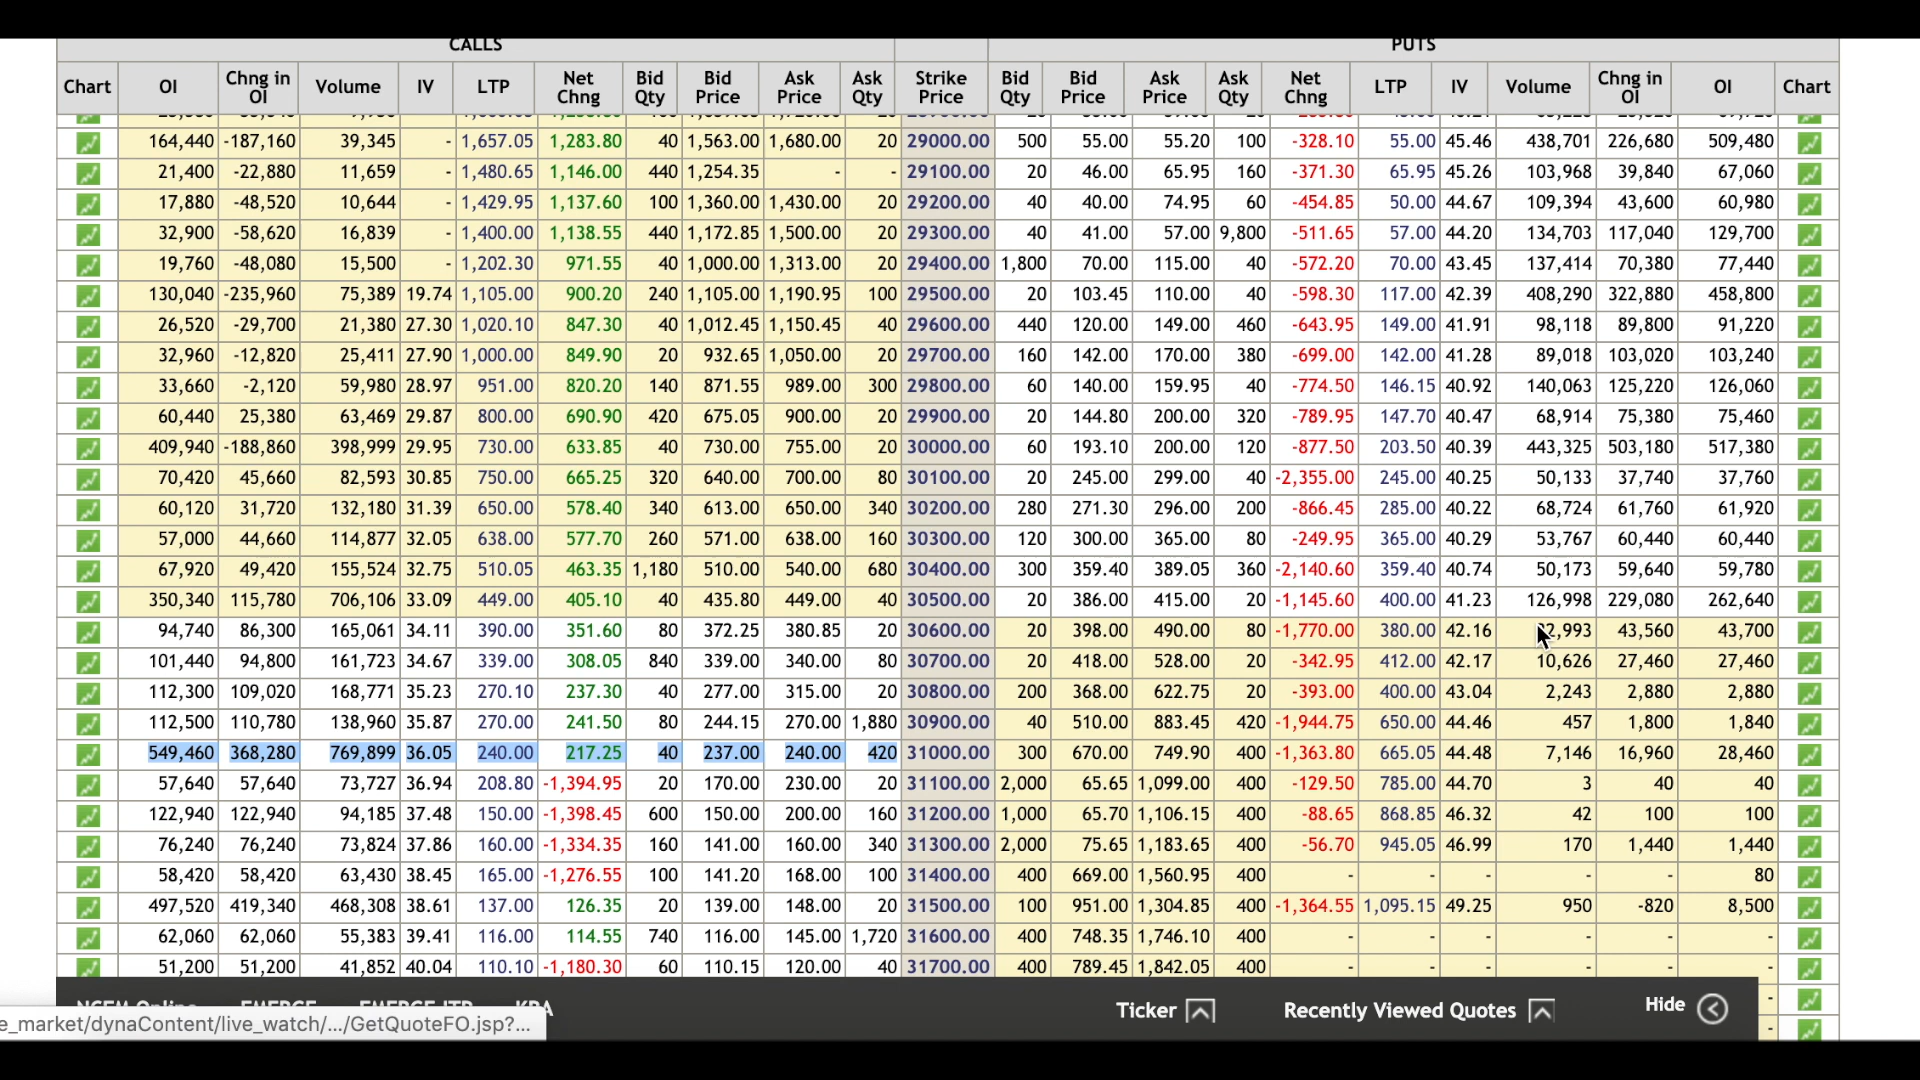 CALLS PUTS
Chart OI Chng in OI Volume IV LTP Net Chng Bid Qty Bid Price Ask Price Ask Qty Strike Price Bid Qty Bid Price Ask Price Ask Qty Net Chng LTP IV Volume Chng in OI OI Chart
164,440 -187,160 39,345 - 1,657.05 1,283.80 40 1,563.00 1,680.00 20 29000.00 500 55.00 55.20 100 -328.10 55.00 45.46 438,701 226,680 509,480
21,400 -22,880 11,659 - 1,480.65 1,146.00 440 1,254.35 - - 29100.00 20 46.00 65.95 160 -371.30 65.95 45.26 103,968 39,840 67,060
17,880 -48,520 10,644 - 1,429.95 1,137.60 100 1,360.00 1,430.00 20 29200.00 40 40.00 74.95 60 -454.85 50.00 44.67 109,394 43,600 60,980
32,900 -58,620 16,839 - 1,400.00 1,138.55 440 1,172.85 1,500.00 20 29300.00 40 41.00 57.00 9,800 -511.65 57.00 44.20 134,703 117,040 129,700
19,760 -48,080 15,500 - 1,202.30 971.55 40 1,000.00 1,313.00 20 29400.00 1,800 70.00 115.00 40 -572.20 70.00 43.45 137,414 70,380 77,440
130,040 -235,960 75,389 19.74 1,105.00 900.20 240 1,105.00 1,190.95 100 29500.00 20 103.45 110.00 40 -598.30 117.00 42.39 408,290 322,880 458,800
26,520 -29,700 21,380 27.30 1,020.10 847.30 40 1,012.45 1,150.45 40 29600.00 440 120.00 149.00 460 -643.95 149.00 41.91 98,118 89,800 91,220
32,960 -12,820 25,411 27.90 1,000.00 849.90 20 932.65 1,050.00 20 29700.00 160 142.00 170.00 380 -699.00 142.00 41.28 89,018 103,020 103,240
33,660 -2,120 59,980 28.97 951.00 820.20 140 871.55 989.00 300 29800.00 60 140.00 159.95 40 -774.50 146.15 40.92 140,063 125,220 126,060
60,440 25,380 63,469 29.87 800.00 690.90 420 675.05 900.00 20 29900.00 20 144.80 200.00 320 -789.95 147.70 40.47 68,914 75,380 75,460
409,940 -188,860 398,999 29.95 730.00 633.85 40 730.00 755.00 20 30000.00 60 193.10 200.00 120 -877.50 203.50 40.39 443,325 503,180 517,380
70,420 45,660 82,593 30.85 750.00 665.25 320 640.00 700.00 80 30100.00 20 245.00 299.00 40 -2,355.00 245.00 40.25 50,133 37,740 37,760
60,120 31,720 132,180 31.39 650.00 578.40 340 613.00 650.00 340 30200.00 280 271.30 296.00 200 -866.45 285.00 40.22 68,724 61,760 61,920
57,000 44,660 114,877 32.05 638.00 577.70 260 571.00 638.00 160 30300.00 120 300.00 365.00 80 -249.95 365.00 40.29 53,767 60,440 60,440
67,920 49,420 155,524 32.75 510.05 463.35 1,180 510.00 540.00 680 30400.00 300 359.40 389.05 360 -2,140.60 359.40 40.74 50,173 59,640 59,780
350,340 115,780 706,106 33.09 449.00 405.10 40 435.80 449.00 40 30500.00 20 386.00 415.00 20 -1,145.60 400.00 41.23 126,998 229,080 262,640
94,740 86,300 165,061 34.11 390.00 351.60 80 372.25 380.85 20 30600.00 20 398.00 490.00 80 -1,770.00 380.00 42.16 43,560 43,700
101,440 94,800 161,723 34.67 339.00 308.05 840 339.00 340.00 80 30700.00 20 418.00 528.00 20 -342.95 412.00 42.17 10,626 27,460 27,460
112,300 109,020 168,771 35.23 270.10 237.30 40 277.00 315.00 20 30800.00 200 368.00 622.75 20 -393.00 400.00 43.04 2,243 2,880 2,880
112,500 110,780 138,960 35.87 270.00 241.50 80 244.15 270.00 1,880 30900.00 40 510.00 883.45 420 -1,944.75 650.00 44.46 457 1,800 1,840
549,460 368,280 769,899 36.05 240.00 217.25 40 237.00 240.00 420 31000.00 300 670.00 749.90 400 -1,363.80 665.05 44.48 7,146 16,960 28,460
57,640 57,640 73,727 36.94 208.80 -1,394.95 20 170.00 230.00 20 31100.00 2,000 65.65 1,099.00 400 -129.50 785.00 44.70 3 40 40
122,940 122,940 94,185 37.48 150.00 -1,398.45 600 150.00 200.00 160 31200.00 1,000 65.70 1,106.15 400 -88.65 868.85 46.32 42 100 100
76,240 76,240 73,824 37.86 160.00 -1,334.35 160 141.00 160.00 340 31300.00 2,000 75.65 1,183.65 400 -56.70 945.05 46.99 170 1,440 1,440
58,420 58,420 63,430 38.45 165.00 -1,276.55 100 141.20 168.00 100 31400.00 400 669.00 1,560.95 400 - - - - - 80
497,520 419,340 468,308 38.61 137.00 126.35 20 139.00 148.00 20 31500.00 100 951.00 1,304.85 400 -1,364.55 1,095.15 49.25 950 -820 8,500
62,060 62,060 55,383 39.41 116.00 114.55 740 116.00 145.00 1,720 31600.00 400 748.35 1,746.10 400 - - - - - -
51,200 51,200 41,852 40.04 110.10 -1,180.30 60 110.15 120.00 40 31700.00 400 789.45 1,842.05 400 - - - - - -
Ticker Recently Viewed Quotes Hide
e_market/dynaContent/live_watch/.../GetQuoteFO.jsp?...